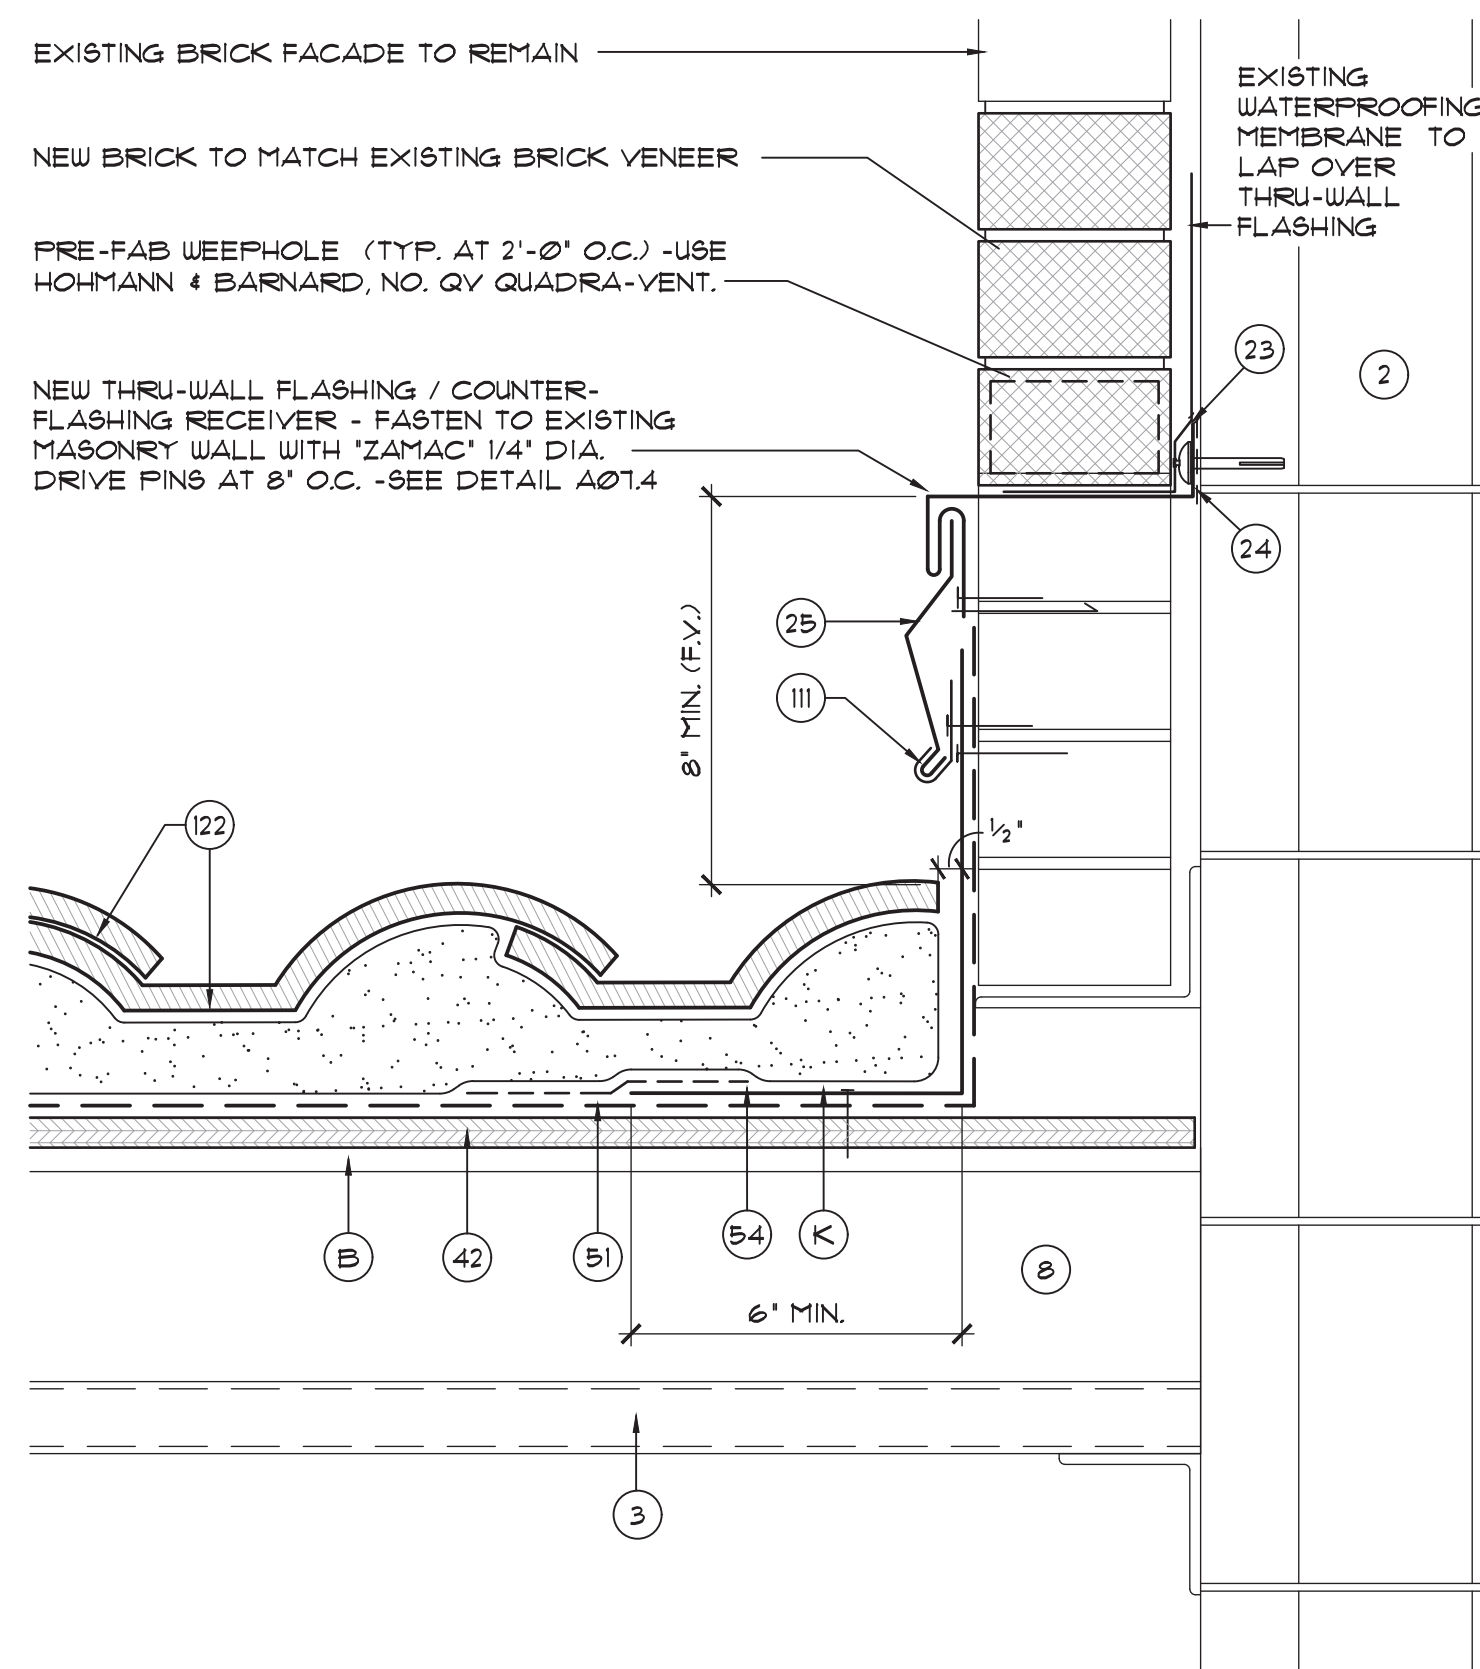 EXISTING BRICK FACADE TO REMAIN
EXISTING
WATERPROOFING
MEMBRANE TO
LAP OVER
THRU-WALL
FLASHING
NEW BRICK TO MATCH EXISTING BRICK VENEER
PRE-FAB WEEPHOLE (TYP. AT 2'-0" O.C.) -USE
HOHMANN & BARNARD, NO. QV QUADRA-VENT.
23
2
NEW THRU-WALL FLASHING / COUNTER-
FLASHING RECEIVER - FASTEN TO EXISTING
MASONRY WALL WITH "ZAMAC" 1/4" DIA.
DRIVE PINS AT 8" O.C. -SEE DETAIL A07.4
24
25
8" MIN. (F.V.)
111
122
1/2"
B
42
51
54
K
8
6" MIN.
3